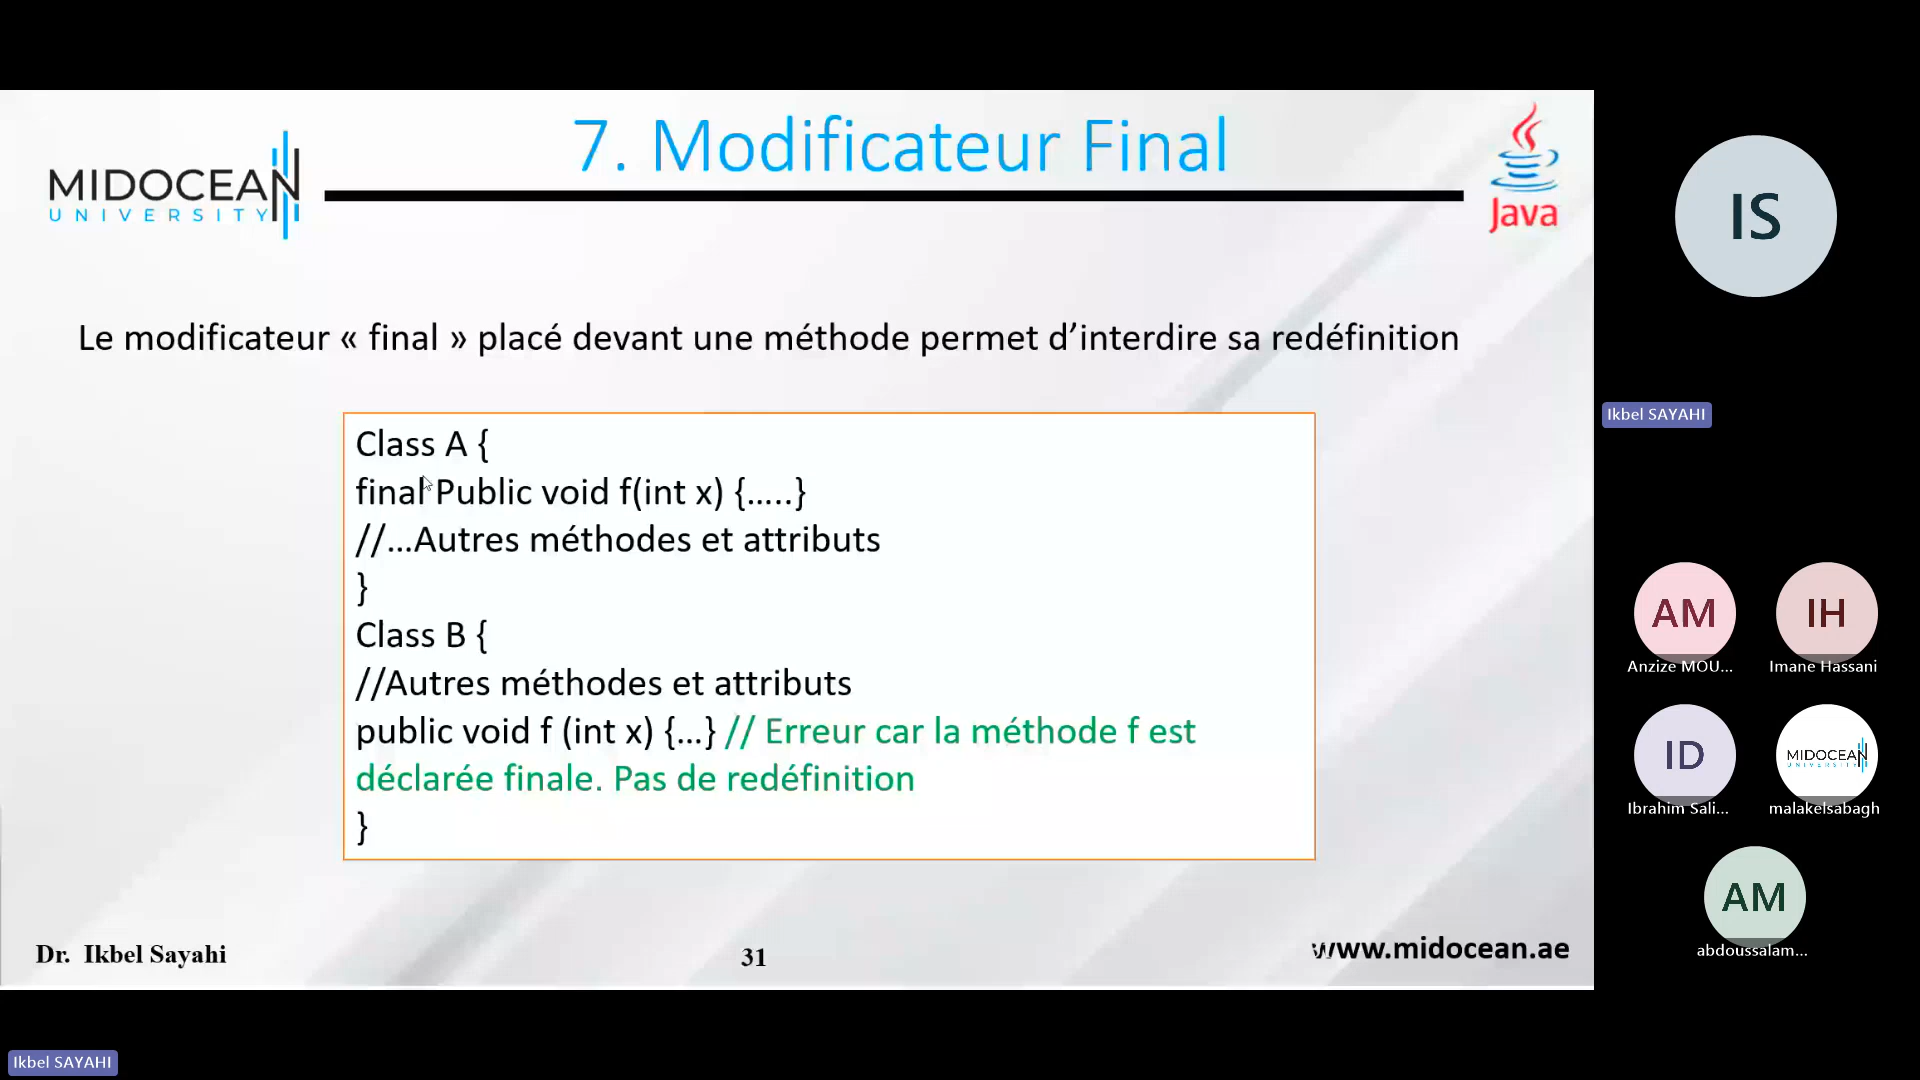 7. Modificateur Final
MIDOCEAN
UNIVERSITY
Java
IS
Le modificateur « final » placé devant une méthode permet d’interdire sa redéfinition
Ikbel SAYAHI
Class A {
final Public void f(int x) {…..}
//…Autres méthodes et attributs
}
Class B {
//Autres méthodes et attributs
public void f (int x) {…} // Erreur car la méthode f est
déclarée finale. Pas de redéfinition
}
AM
IH
Anzize MOU...
Imane Hassani
ID
MIDOCEAN
UNIVERSITY
Ibrahim Sali...
malakelsabagh
AM
abdoussalam...
Dr. Ikbel Sayahi
31
www.midocean.ae
Ikbel SAYAHI